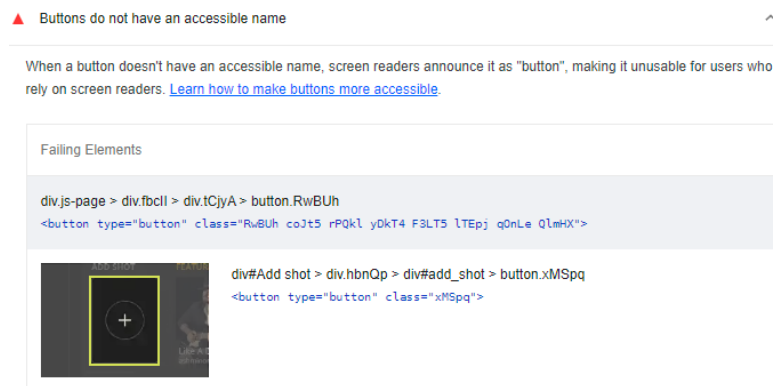 Buttons do not have an accessible name
When a button doesn't have an accessible name, screen readers announce it as "button", making it unusable for users who
rely on screen readers. Learn how to make buttons more accessible.
Failing Elements
div.js-page > div.fbcII > div.tCjyA > button.RwBUh
<button type="button" class="RwBUh coJt5 rPQkl yDkT4 F3LT5 lTEpj qOnLe QlmHX">
ADD SHOT
div#Add shot > div.hbnQp > div#add_shot > button.xMSpq
<button type="button" class="xMSpq">